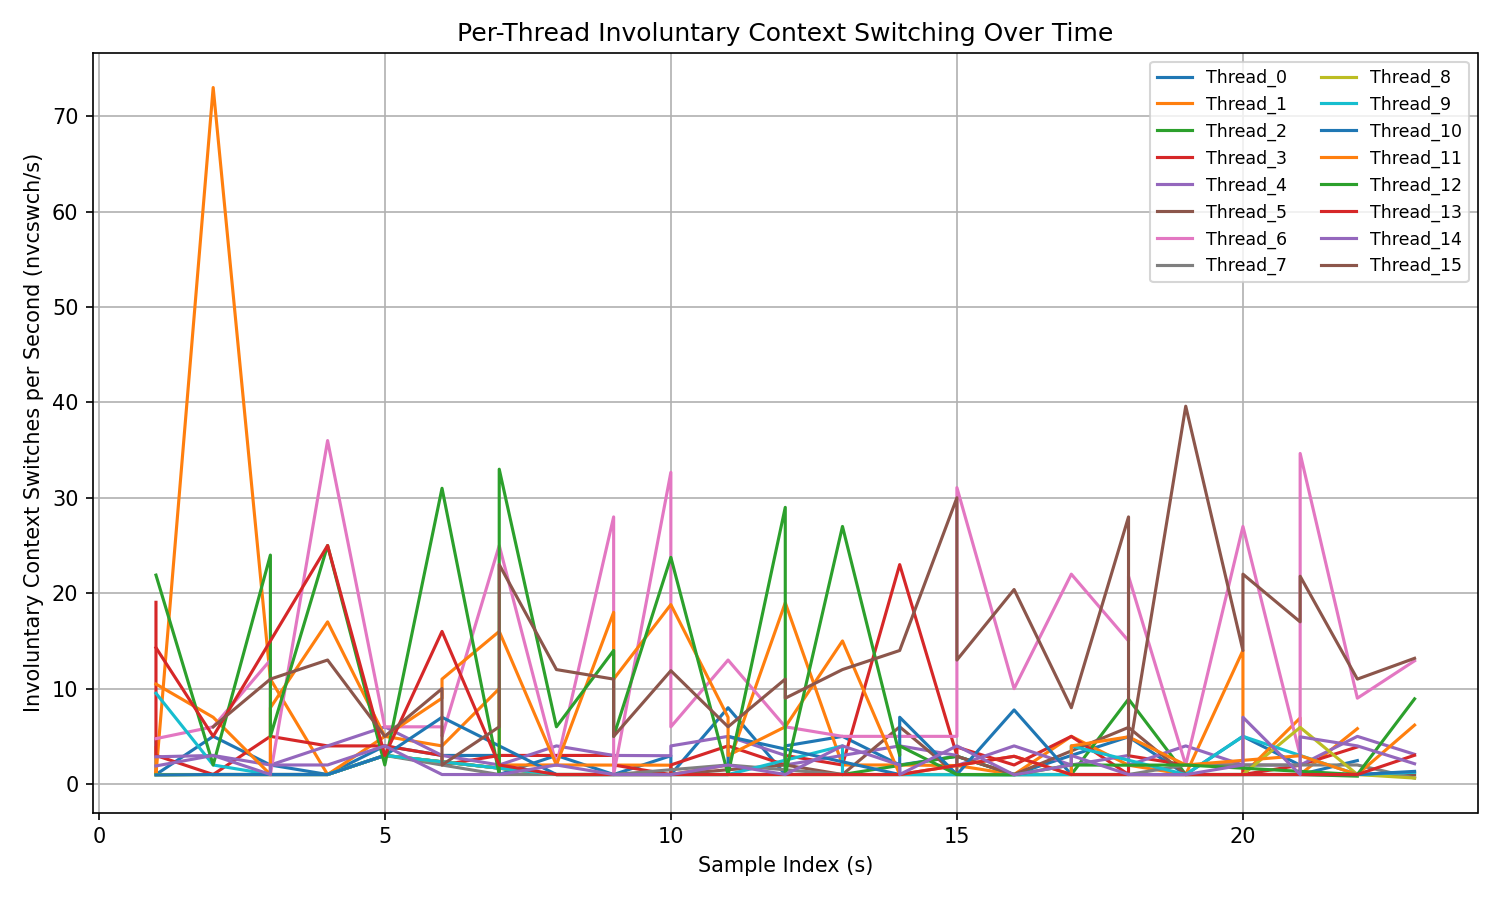 Per-Thread Involuntary Context Switching Over Time
Involuntary Context Switches per Second (nvcswch/s)
70
60
50
40
30
20
10
0
Thread_0
Thread_1
Thread_2
Thread_3
Thread_4
Thread_5
Thread_6
Thread_7
Thread_8
Thread_9
Thread_10
Thread_11
Thread_12
Thread_13
Thread_14
Thread_15
0 5 10 15 20
Sample Index (s)